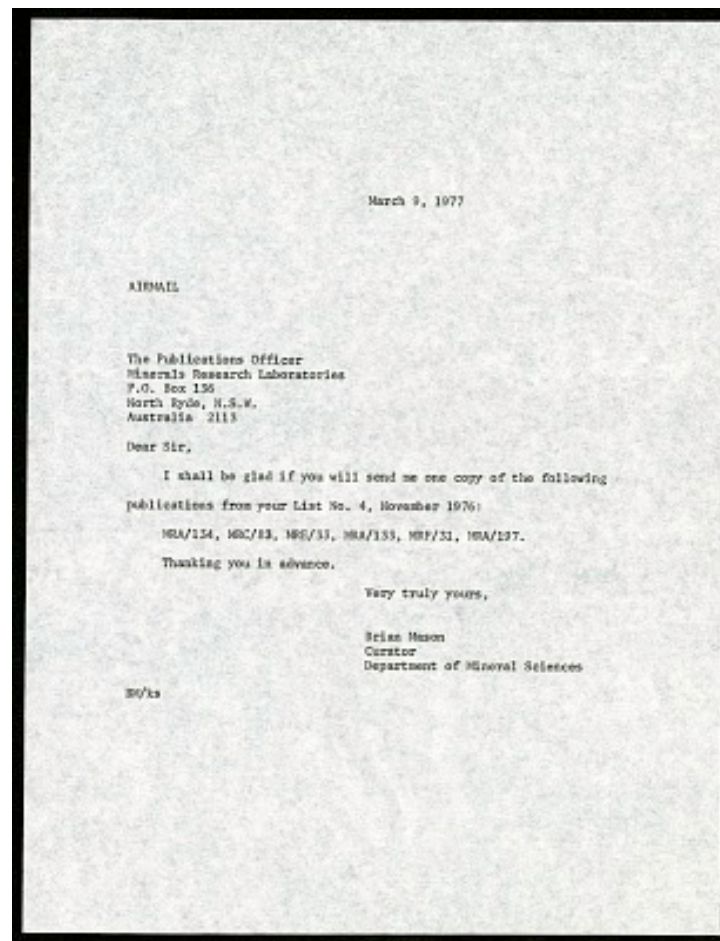 March 9, 1977
AIRMAIL
The Publications Officer
Minerals Research Laboratories
P.O. Box 136
North Ryde, N.S.W.
Australia 2113
Dear Sir,
I shall be glad if you will send me one copy of the following
publications from your List No. 4, November 1976:
MRA/134, MRC/83, MRE/33, MRA/133, MRF/31, MRA/197.
Thanking you in advance.
Very truly yours,
Brian Mason
Curator
Department of Mineral Sciences
BM/ks